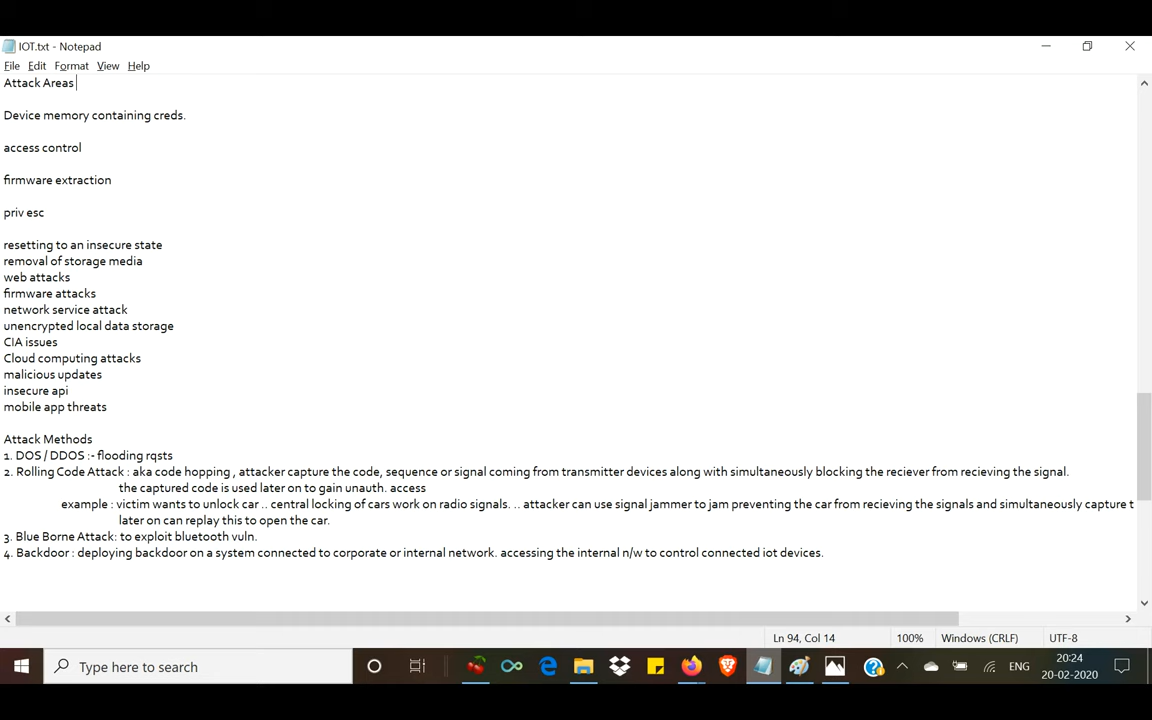 IOT.txt - Notepad
File Edit Format View Help
Attack Areas
Device memory containing creds.
access control
firmware extraction
priv esc
resetting to an insecure state
removal of storage media
web attacks
firmware attacks
network service attack
unencrypted local data storage
CIA issues
Cloud computing attacks
malicious updates
insecure api
mobile app threats
Attack Methods
1. DOS / DDOS :- flooding rqsts
2. Rolling Code Attack : aka code hopping , attacker capture the code, sequence or signal coming from transmitter devices along with simultaneously blocking the reciever from recieving the signal.
the captured code is used later on to gain unauth. access
example : victim wants to unlock car .. central locking of cars work on radio signals. .. attacker can use signal jammer to jam preventing the car from recieving the signals and simultaneously capture t
later on can replay this to open the car.
3. Blue Borne Attack: to exploit bluetooth vuln.
4. Backdoor : deploying backdoor on a system connected to corporate or internal network. accessing the internal n/w to control connected iot devices.
Ln 94, Col 14 100% Windows (CRLF) UTF-8
Type here to search
ENG
20:24
20-02-2020